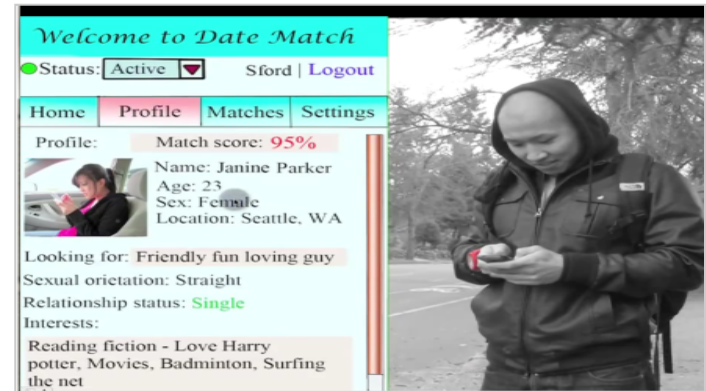 Welcome to Date Match
Status: Active Sford | Logout
Home Profile Matches Settings
Profile: Match score: 95%
Name: Janine Parker
Age: 23
Sex: Female
Location: Seattle, WA
Looking for: Friendly fun loving guy
Sexual orietation: Straight
Relationship status: Single
Interests:
Reading fiction - Love Harry
potter, Movies, Badminton, Surfing
the net